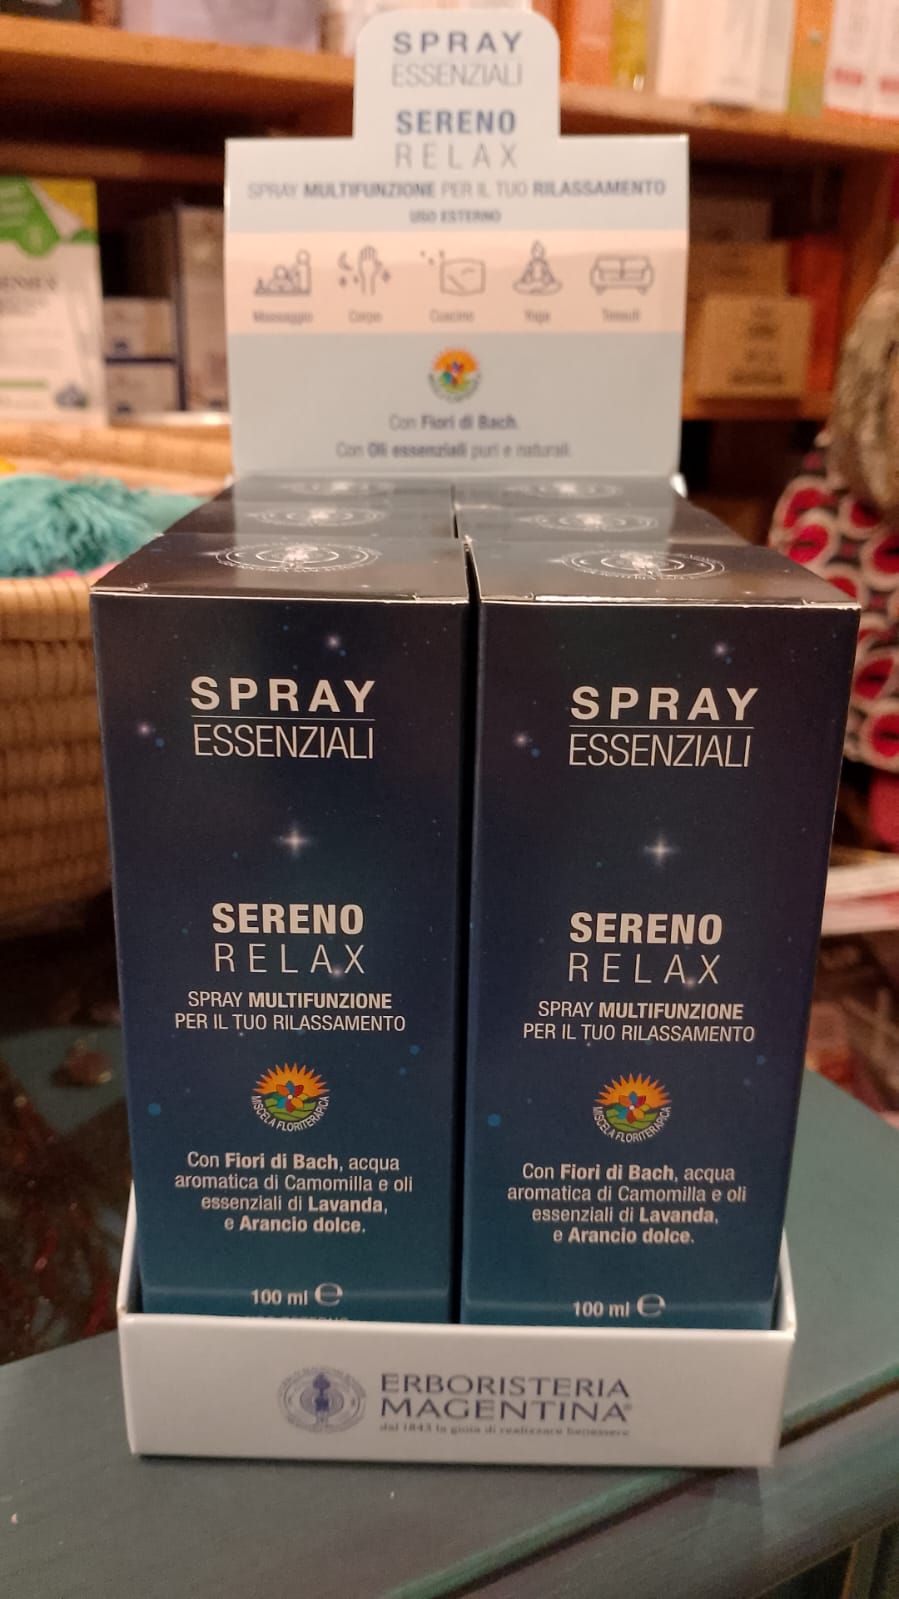 SPRAY
ESSENZIALI
SERENO
RELAX
SPRAY MULTIFUNZIONE PER IL TUO RILASSAMENTO
USO ESTERNO
Massaggio Corpo Cuscino Yoga Tessuti
Con Fiori di Bach.
Con Oli essenziali puri e naturali.
SPRAY
ESSENZIALI
SERENO
RELAX
SPRAY MULTIFUNZIONE
PER IL TUO RILASSAMENTO
MISCELA FLORITERAPICA
Con Fiori di Bach, acqua
aromatica di Camomilla e oli
essenziali di Lavanda,
e Arancio dolce.
100 ml e
SPRAY
ESSENZIALI
SERENO
RELAX
SPRAY MULTIFUNZIONE
PER IL TUO RILASSAMENTO
MISCELA FLORITERAPICA
Con Fiori di Bach, acqua
aromatica di Camomilla e oli
essenziali di Lavanda,
e Arancio dolce.
100 ml e
ERBORISTERIA
MAGENTINA®
dal 1843 la gioia di realizzare benessere